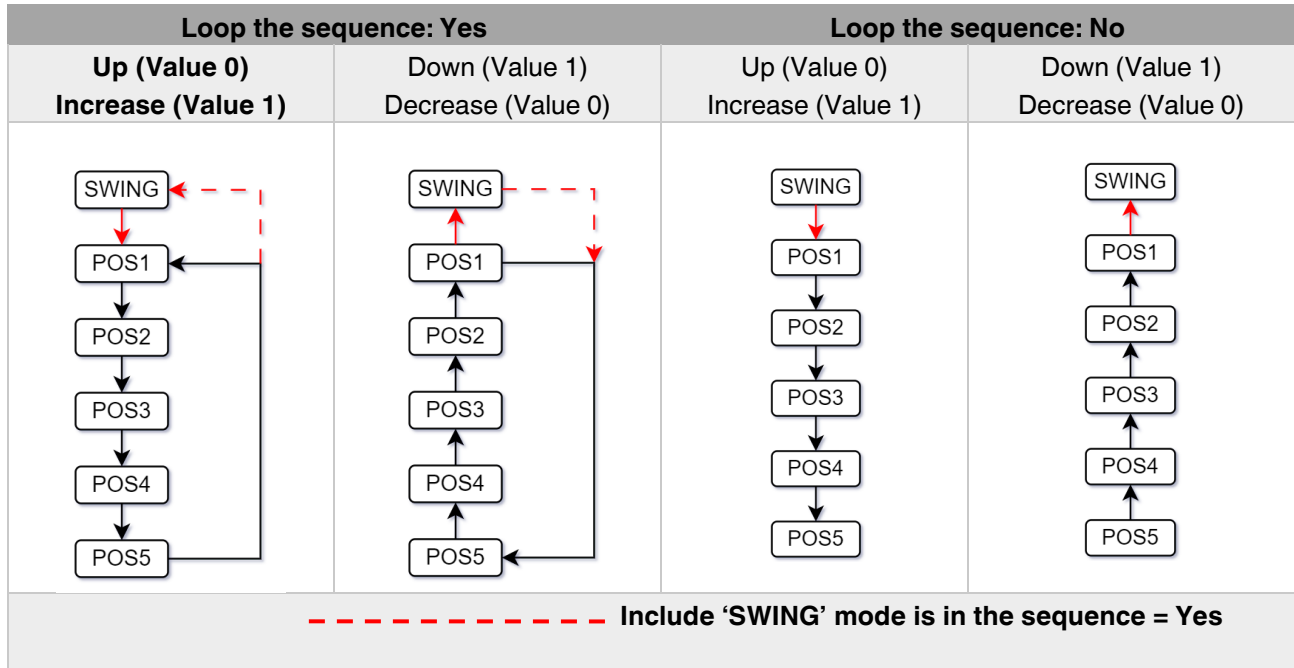 Loop the sequence: Yes
Loop the sequence: No
Up (Value 0)
Increase (Value 1)
Down (Value 1)
Decrease (Value 0)
Up (Value 0)
Increase (Value 1)
Down (Value 1)
Decrease (Value 0)
SWING
POS1
POS2
POS3
POS4
POS5
SWING
POS1
POS2
POS3
POS4
POS5
SWING
POS1
POS2
POS3
POS4
POS5
SWING
POS1
POS2
POS3
POS4
POS5
Include ‘SWING’ mode is in the sequence = Yes